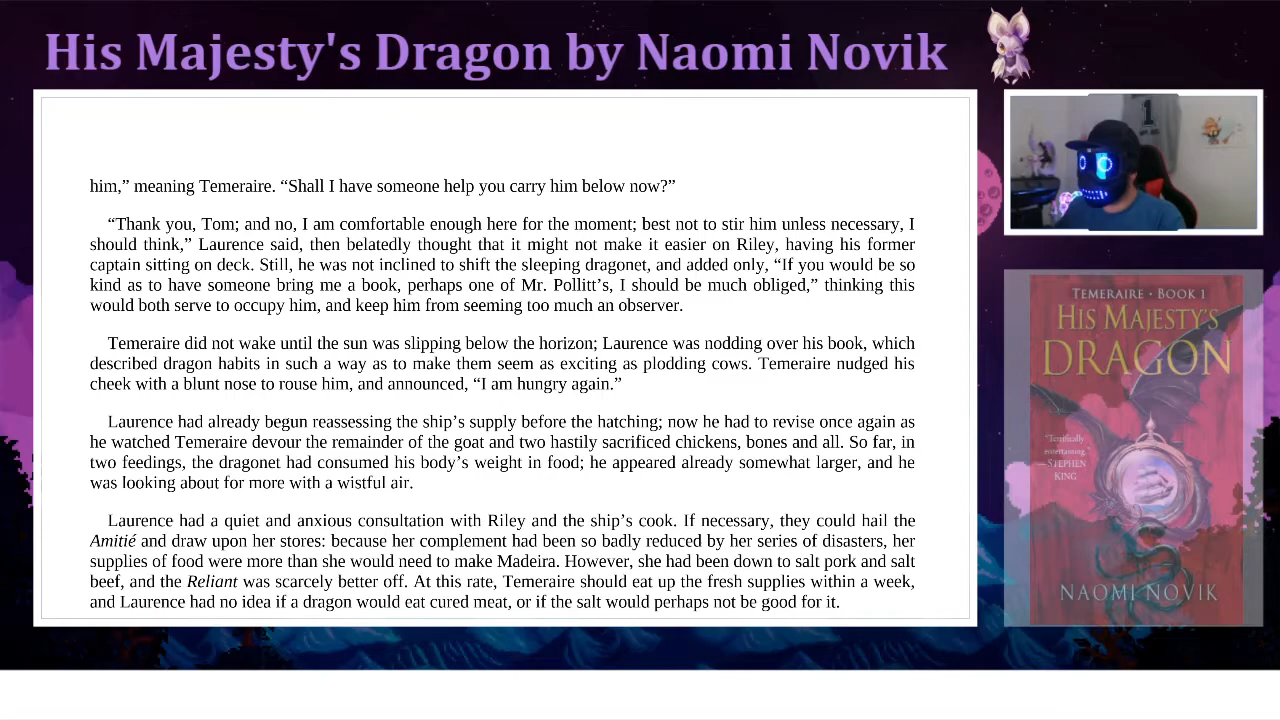 His Majesty's Dragon by Naomi Novik
him,” meaning Temeraire. “Shall I have someone help you carry him below now?”
“Thank you, Tom; and no, I am comfortable enough here for the moment; best not to stir him unless necessary, I
should think,” Laurence said, then belatedly thought that it might not make it easier on Riley, having his former
captain sitting on deck. Still, he was not inclined to shift the sleeping dragonet, and added only, “If you would be so
kind as to have someone bring me a book, perhaps one of Mr. Pollitt’s, I should be much obliged,” thinking this
would both serve to occupy him, and keep him from seeming too much an observer.
Temeraire did not wake until the sun was slipping below the horizon; Laurence was nodding over his book, which
described dragon habits in such a way as to make them seem as exciting as plodding cows. Temeraire nudged his
cheek with a blunt nose to rouse him, and announced, “I am hungry again.”
Laurence had already begun reassessing the ship’s supply before the hatching; now he had to revise once again as
he watched Temeraire devour the remainder of the goat and two hastily sacrificed chickens, bones and all. So far, in
two feedings, the dragonet had consumed his body’s weight in food; he appeared already somewhat larger, and he
was looking about for more with a wistful air.
Laurence had a quiet and anxious consultation with Riley and the ship’s cook. If necessary, they could hail the
Amitié and draw upon her stores: because her complement had been so badly reduced by her series of disasters, her
supplies of food were more than she would need to make Madeira. However, she had been down to salt pork and salt
beef, and the Reliant was scarcely better off. At this rate, Temeraire should eat up the fresh supplies within a week,
and Laurence had no idea if a dragon would eat cured meat, or if the salt would perhaps not be good for it.
1
TEMERAIRE • BOOK 1
HIS MAJESTY'S
DRAGON
"Terrifically
entertaining."
—STEPHEN
KING
NAOMI NOVIK